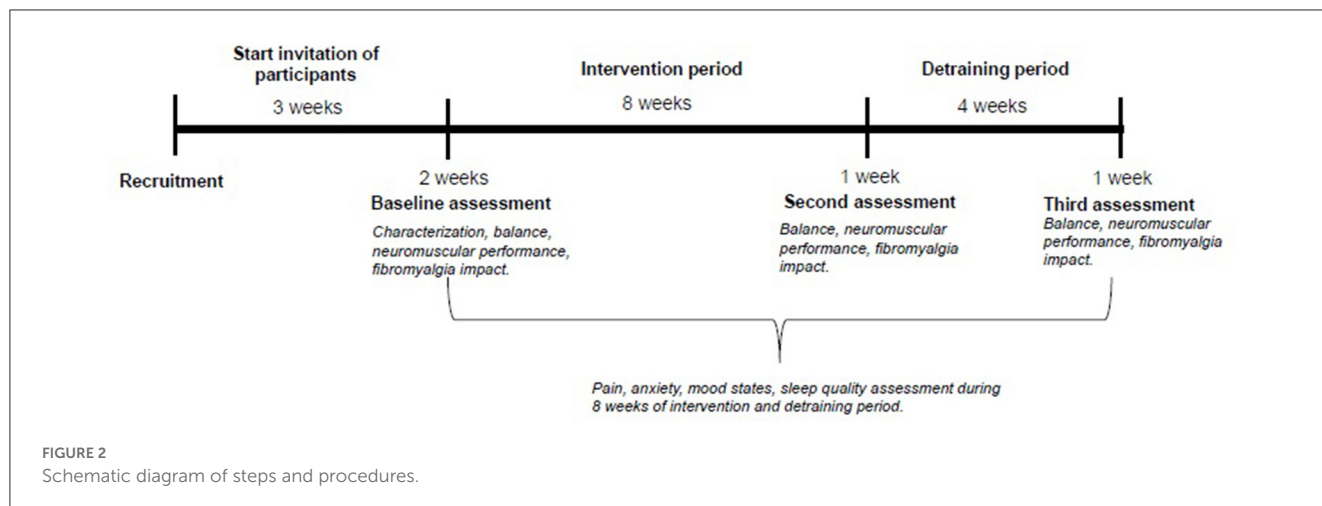 Start invitation of
participants
3 weeks
Intervention period
8 weeks
Detraining period
4 weeks
Recruitment
2 weeks
Baseline assessment
Characterization, balance,
neuromuscular performance,
fibromyalgia impact.
1 week
Second assessment
Balance, neuromuscular
performance, fibromyalgia
impact.
1 week
Third assessment
Balance, neuromuscular
performance, fibromyalgia
impact.
Pain, anxiety, mood states, sleep quality assessment during
8 weeks of intervention and detraining period.
FIGURE 2
Schematic diagram of steps and procedures.